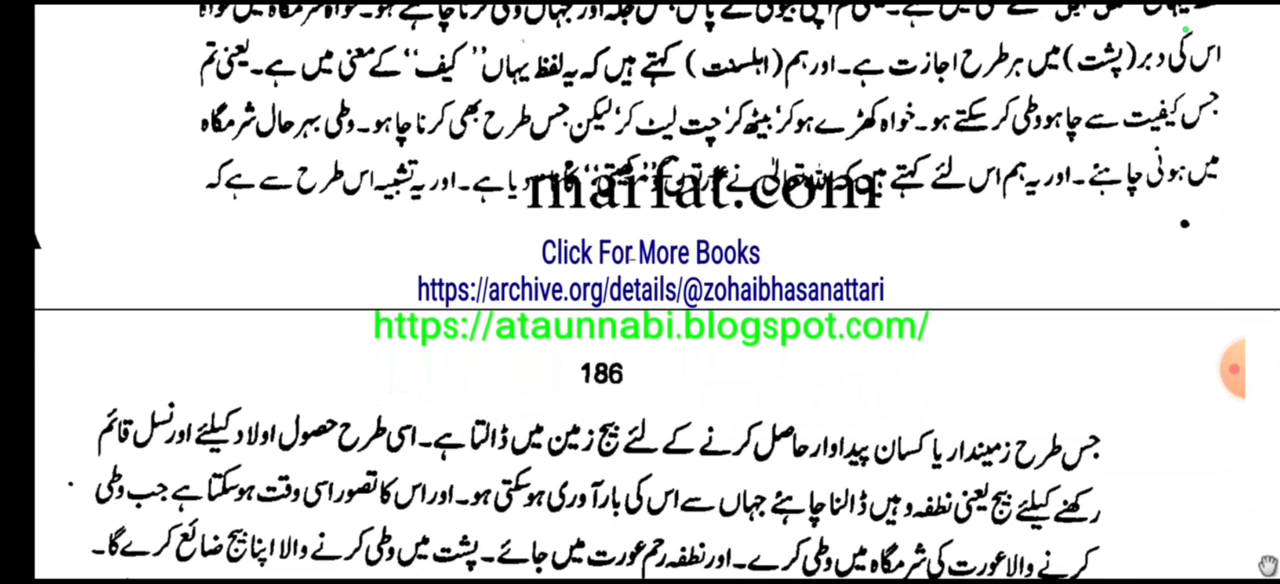 اس کی دبر (پشت) میں ہر طرح اجازت ہے۔ اور ہم (اہلسنت) کہتے ہیں کہ یہ لفظ یہاں ’’کیف‘‘ کے معنی میں ہے۔ یعنی تم
جس کیفیت سے چاہو وطی کر سکتے ہو۔ خواہ کھڑے ہو کر‘ بیٹھ کر‘ چت لیٹ کر‘ لیکن جس طرح بھی کرنا چاہو۔ وطی بہر حال شرمگاہ
میں ہونی چاہئے۔ اور یہ ہم اس لئے کہتے ہیں کہ اللہ تعالیٰ نے عورتوں کو ’’کھیتی‘‘ دیا ہے۔ اور یہ تشبیہ اس طرح سے ہے کہ
marfat.com
Click For More Books
https://archive.org/details/@zohaibhasanattari
https://ataunnabi.blogspot.com/
186
جس طرح زمیندار یا کسان پیداوار حاصل کرنے کے لئے بیج زمین میں ڈالتا ہے۔ اسی طرح حصول اولاد کیلئے اور نسل قائم
رکھنے کیلئے بیج یعنی نطفہ وہیں ڈالنا چاہئے جہاں سے اس کی بارآوری ہو سکتی ہو۔ اور اس کا تصور اسی وقت ہو سکتا ہے جب وطی
کرنے والا عورت کی شرمگاہ میں وطی کرے۔ اور نطفہ رحم عورت میں جائے۔ پشت میں وطی کرنے والا اپنا بیج ضائع کرے گا۔